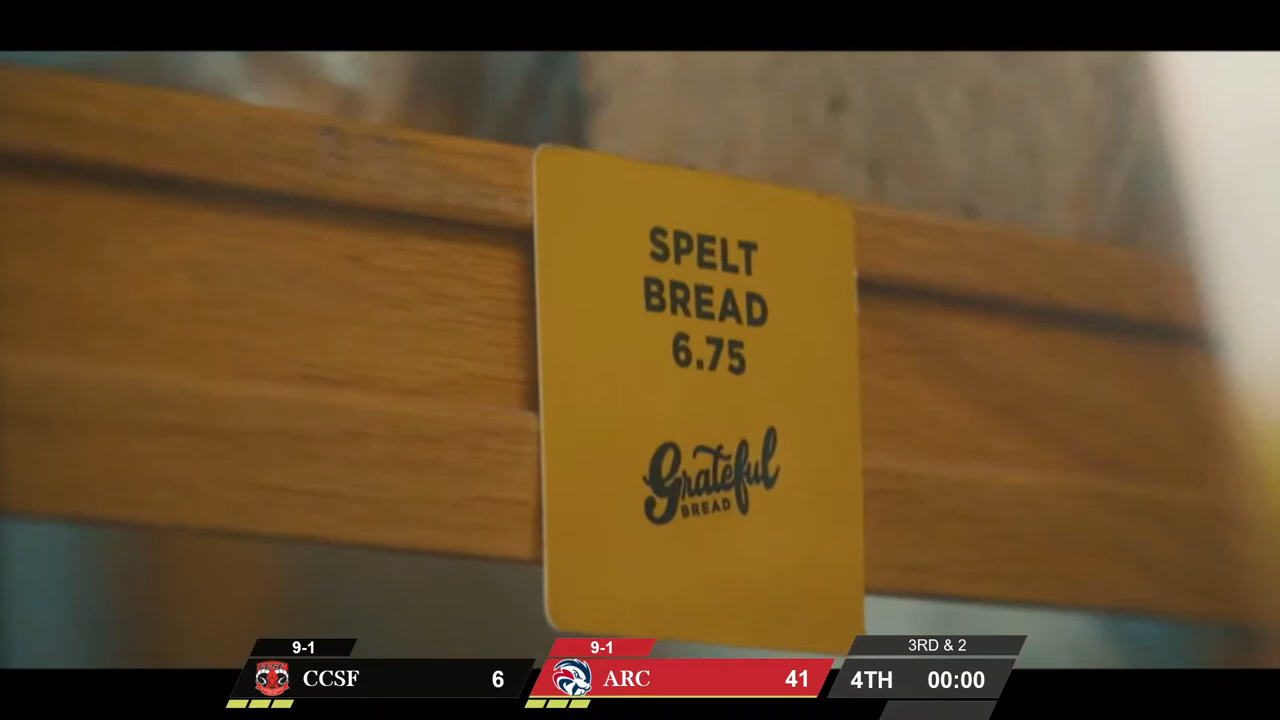 SPELT
BREAD
6.75
Grateful
BREAD
9-1
9-1
3RD & 2
CCSF
6
ARC
41
4TH
00:00